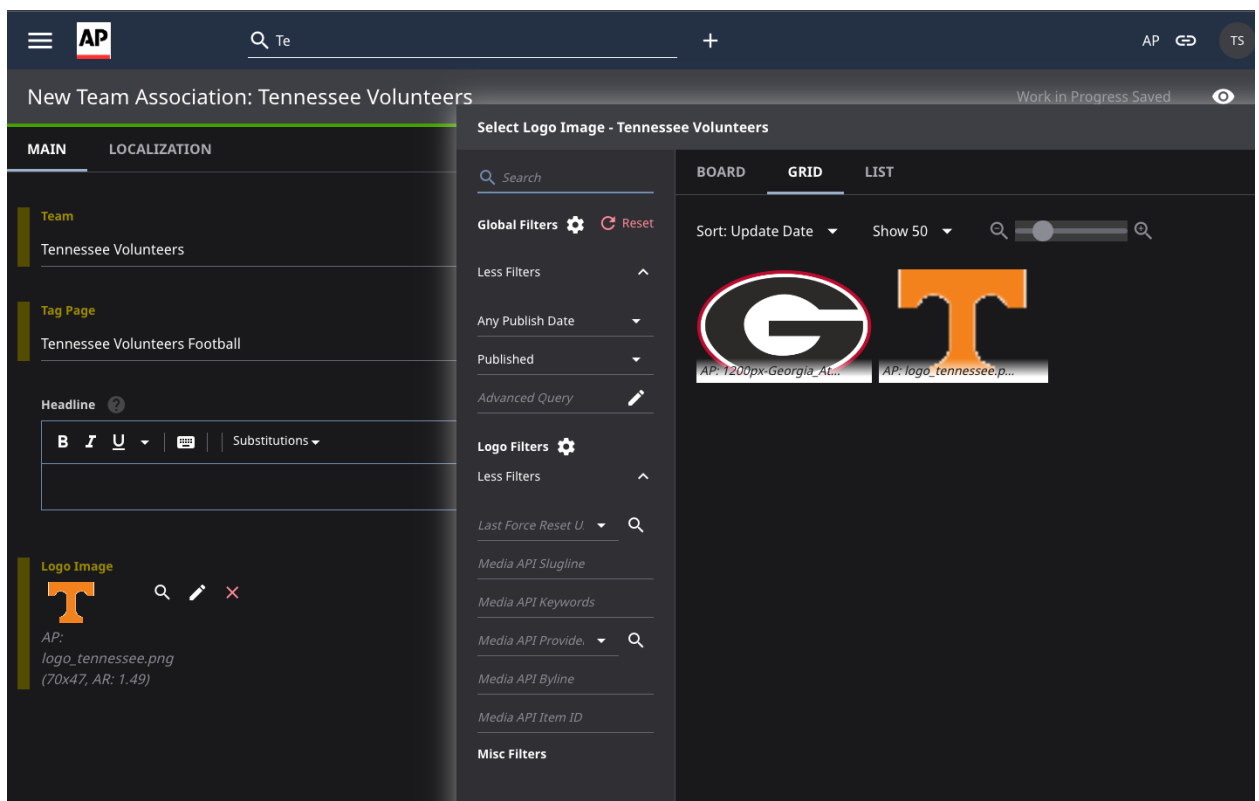 AP
Te
AP
TS
New Team Association: Tennessee Volunteers
Work in Progress Saved
MAIN
LOCALIZATION
Team
Tennessee Volunteers
Tag Page
Tennessee Volunteers Football
Headline
B I U
Substitutions
Logo Image
T
AP:
logo_tennessee.png
(70x47, AR: 1.49)
Select Logo Image - Tennessee Volunteers
Search
Global Filters
Reset
Less Filters
Any Publish Date
Published
Advanced Query
Logo Filters
Less Filters
Last Force Reset U.
Media API Slugline
Media API Keywords
Media API Provide
Media API Byline
Media API Item ID
Misc Filters
BOARD
GRID
LIST
Sort: Update Date
Show 50
G
AP: 1200px-Georgia_At...
T
AP: logo_tennessee.p...